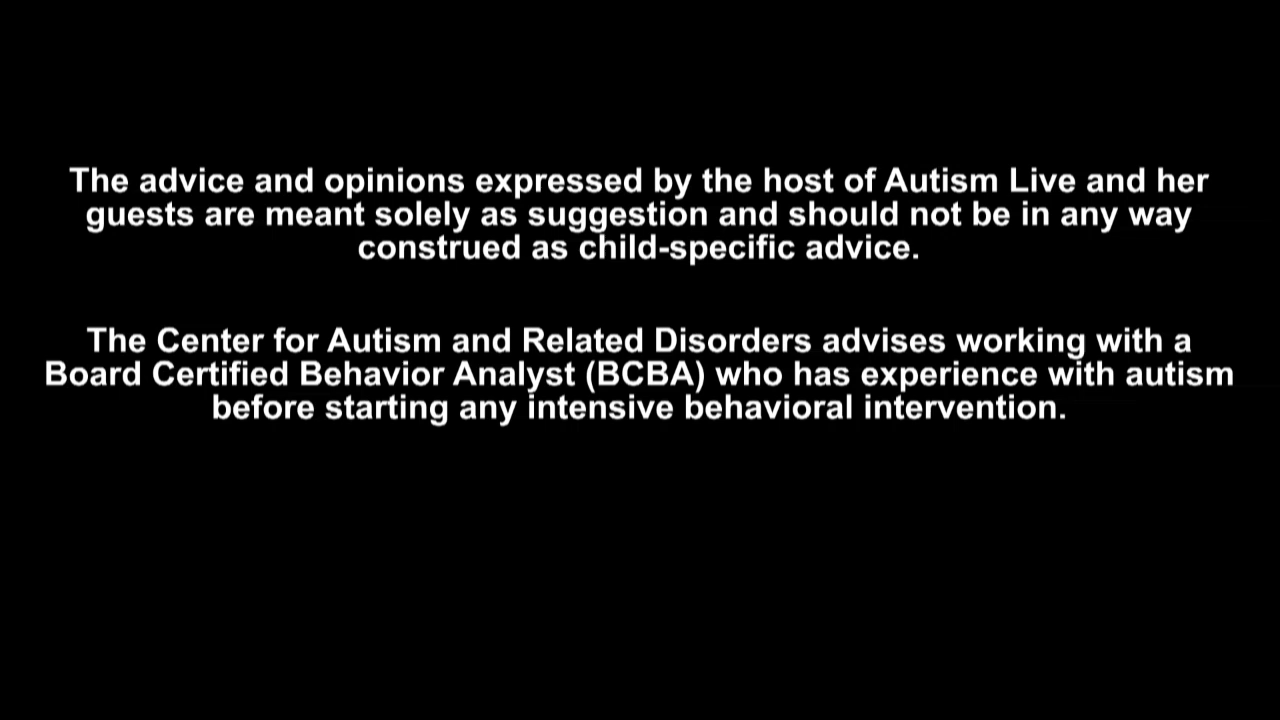 The advice and opinions expressed by the host of Autism Live and her
guests are meant solely as suggestion and should not be in any way
construed as child-specific advice.
The Center for Autism and Related Disorders advises working with a
Board Certified Behavior Analyst (BCBA) who has experience with autism
before starting any intensive behavioral intervention.